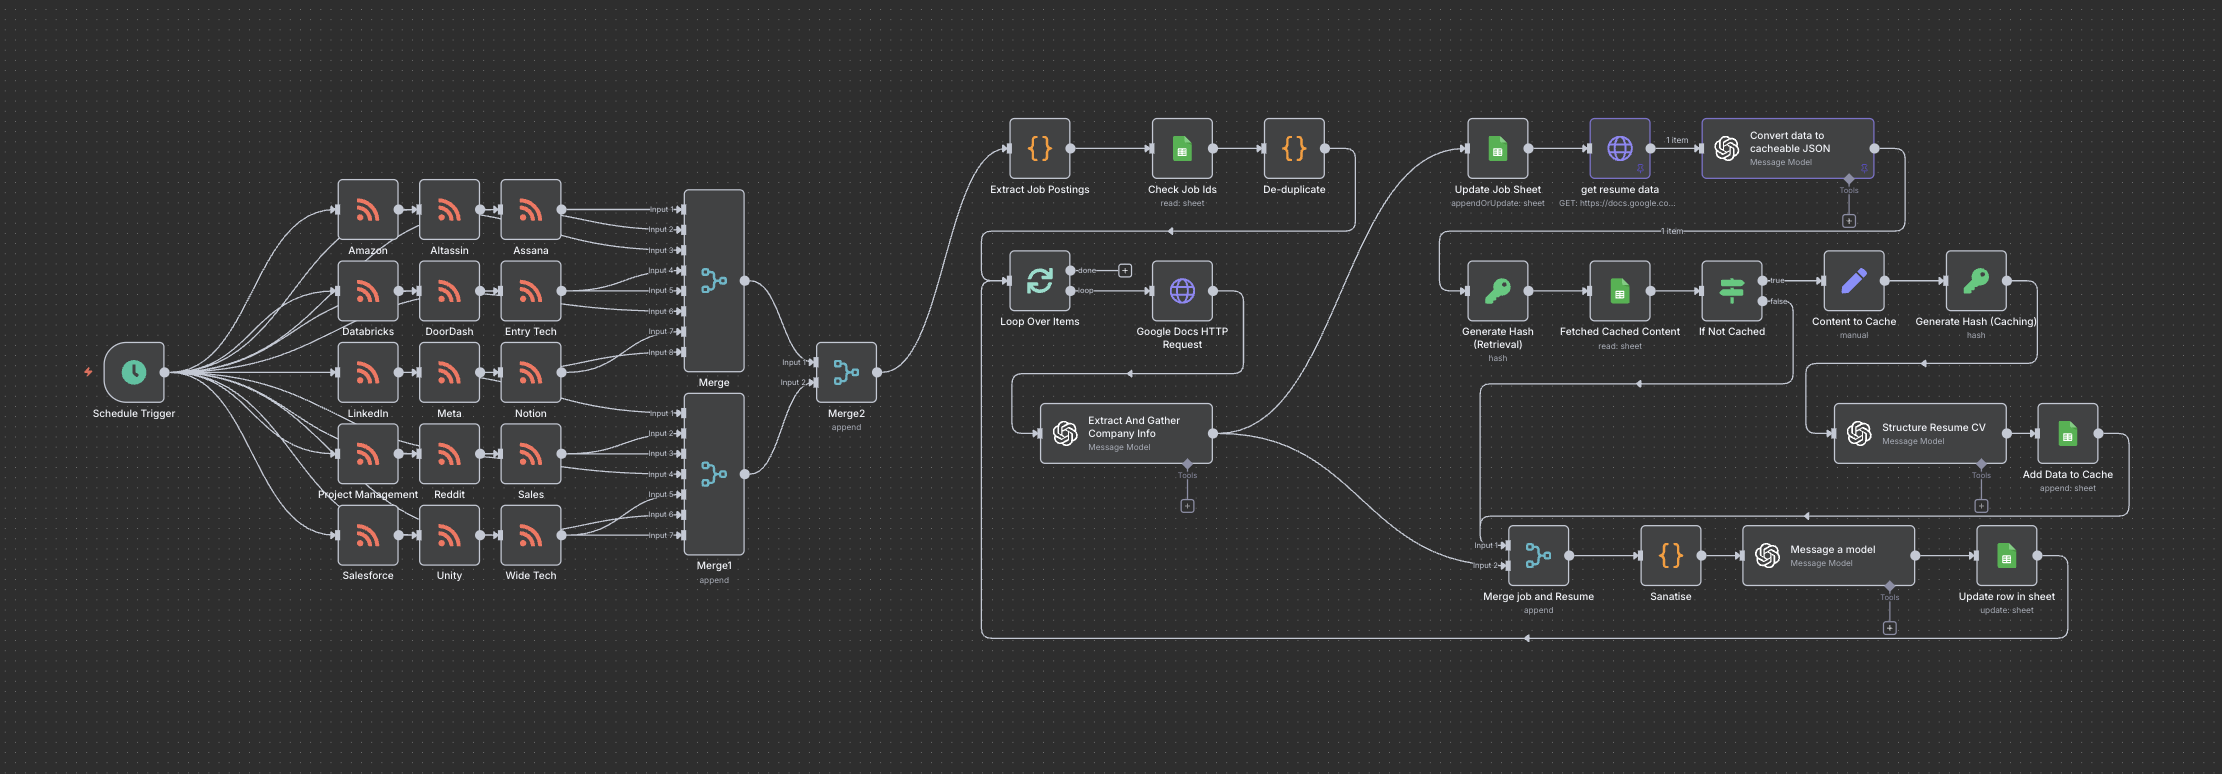 Schedule Trigger
Amazon
Altassin
Assana
Databricks
DoorDash
Entry Tech
LinkedIn
Meta
Notion
Project Management
Reddit
Sales
Salesforce
Unity
Wide Tech
Input 1
Input 2
Input 3
Input 4
Input 5
Input 6
Input 7
Input 8
Merge
Input 1
Input 2
Input 3
Input 4
Input 5
Input 6
Input 7
Merge1
append
Input 1
Input 2
Merge2
append
{}
Extract Job Postings
Check Job Ids
read: sheet
{}
De-duplicate
Loop Over Items
done
loop
Google Docs HTTP
Request
Extract And Gather
Company Info
Message Model
Tools
Update Job Sheet
appendOrUpdate: sheet
get resume data
GET: https://docs.google.co...
1 item
Convert data to
cacheable JSON
Message Model
Tools
1 item
Generate Hash
(Retrieval)
hash
Fetched Cached Content
read: sheet
If Not Cached
true
false
Content to Cache
manual
Generate Hash (Caching)
hash
Structure Resume CV
Message Model
Tools
Add Data to Cache
append: sheet
Input 1
Input 2
Merge job and Resume
append
{}
Sanatise
Message a model
Message Model
Tools
Update row in sheet
update: sheet